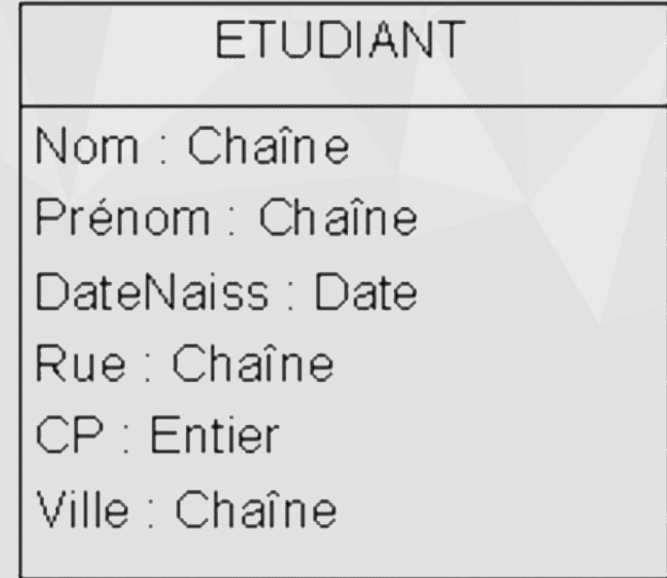 ETUDIANT
Nom : Chaîne
Prénom : Chaîne
DateNaiss : Date
Rue : Chaîne
CP : Entier
Ville : Chaîne